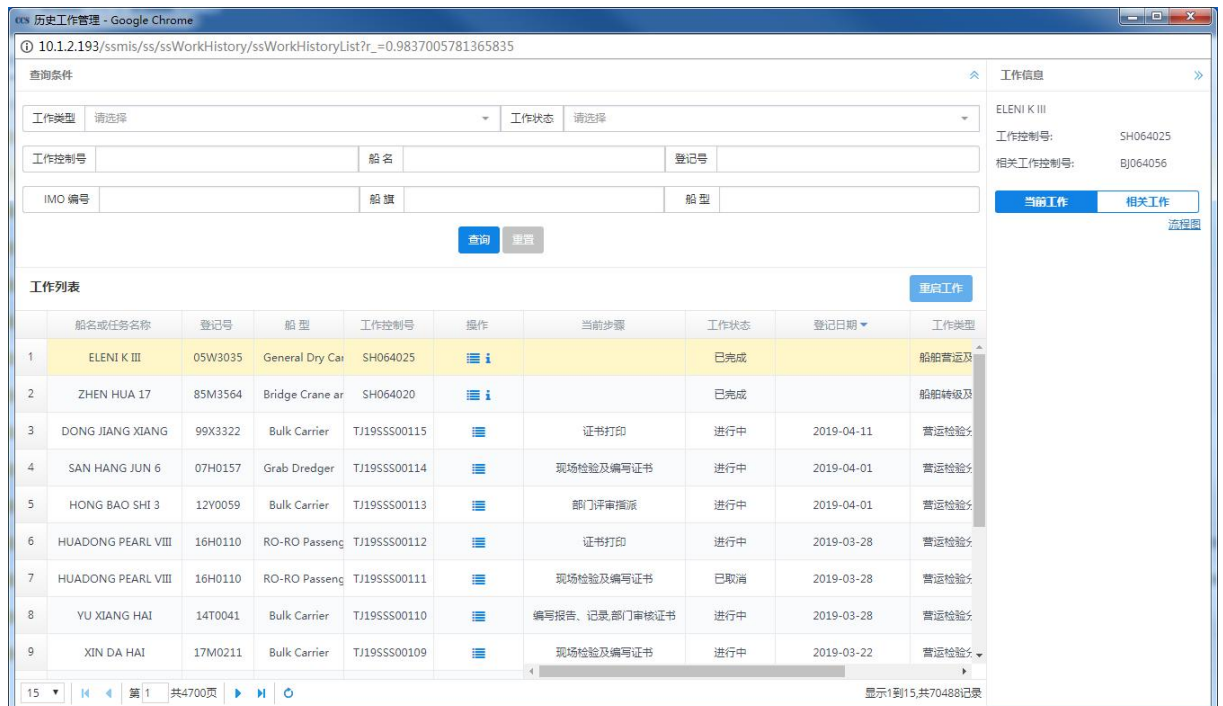 CCS 历史工作管理 - Google Chrome
10.1.2.193/ssmis/ss/ssWorkHistory/ssWorkHistoryList?r_=0.9837005781365835
查询条件
工作类型 请选择 工作状态 请选择
工作控制号 船名 登记号
IMO 编号 船旗 船型
查询 重置
工作列表 重启工作
船名或任务名称 登记号 船型 工作控制号 操作 当前步骤 工作状态 登记日期 工作类型
1 ELENI K III 05W3035 General Dry Car SH064025 已完成 船舶营运及
2 ZHEN HUA 17 85M3564 Bridge Crane ar SH064020 已完成 船舶转级及
3 DONG JIANG XIANG 99X3322 Bulk Carrier TJ19SSS00115 证书打印 进行中 2019-04-11 营运检验分
4 SAN HANG JUN 6 07H0157 Grab Dredger TJ19SSS00114 现场检验及编写证书 进行中 2019-04-01 营运检验分
5 HONG BAO SHI 3 12Y0059 Bulk Carrier TJ19SSS00113 部门评审指派 进行中 2019-04-01 营运检验分
6 HUADONG PEARL VIII 16H0110 RO-RO Passeng TJ19SSS00112 证书打印 进行中 2019-03-28 营运检验分
7 HUADONG PEARL VIII 16H0110 RO-RO Passeng TJ19SSS00111 现场检验及编写证书 已取消 2019-03-28 营运检验分
8 YU XIANG HAI 14T0041 Bulk Carrier TJ19SSS00110 编写报告、记录,部门审核证书 进行中 2019-03-28 营运检验分
9 XIN DA HAI 17M0211 Bulk Carrier TJ19SSS00109 现场检验及编写证书 进行中 2019-03-22 营运检验分
15 第 1 共4700页 显示1到15,共70488记录
工作信息
ELENI K III
工作控制号: SH064025
相关工作控制号: BJ064056
当前工作 相关工作
流程图